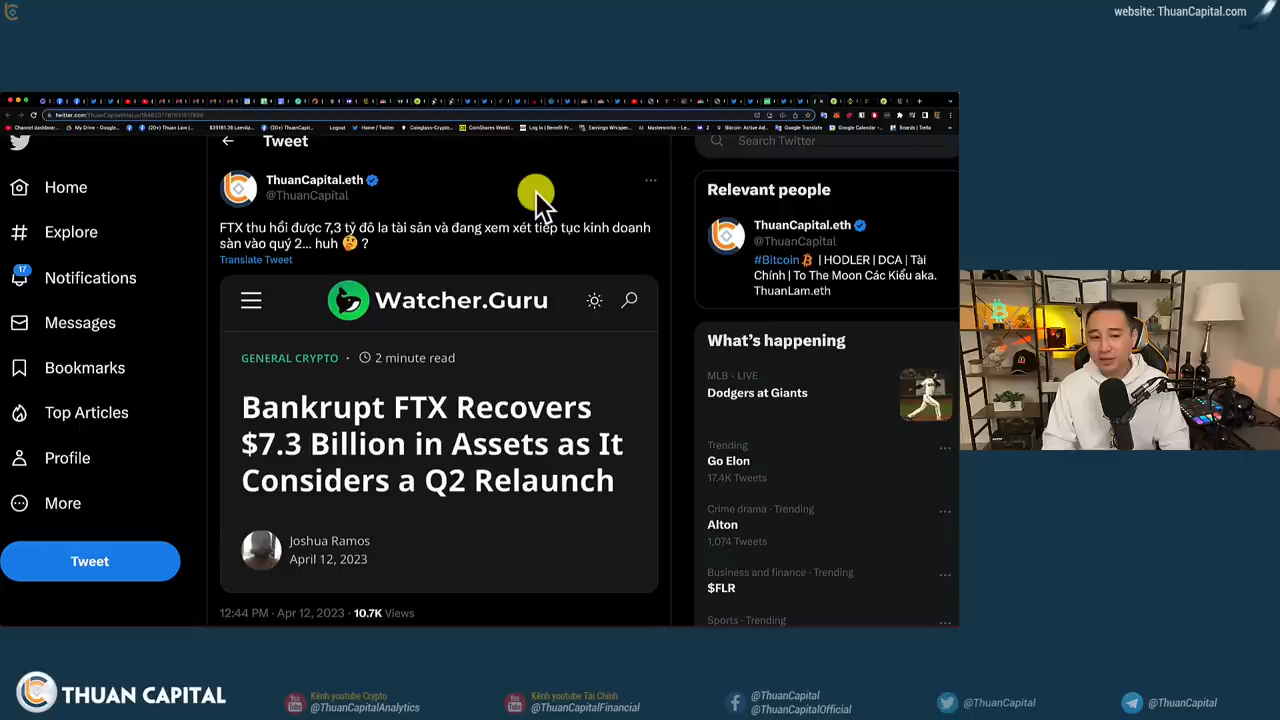 website: ThuanCapital.com
Tweet
Search Twitter
Home
Explore
17
Notifications
Messages
Bookmarks
Top Articles
Profile
More
Tweet
ThuanCapital.eth
@ThuanCapital
FTX thu hồi được 7,3 tỷ đô la tài sản và đang xem xét tiếp tục kinh doanh
sàn vào quý 2... huh 🤔 ?
Translate Tweet
Watcher.Guru
GENERAL CRYPTO · 2 minute read
Bankrupt FTX Recovers
$7.3 Billion in Assets as It
Considers a Q2 Relaunch
Joshua Ramos
April 12, 2023
12:44 PM · Apr 12, 2023 · 10.7K Views
Relevant people
ThuanCapital.eth
@ThuanCapital
#Bitcoin | HODLER | DCA | Tài
Chính | To The Moon Các Kiểu aka.
ThuanLam.eth
What's happening
MLB · LIVE
Dodgers at Giants
Trending
Go Elon
17.4K Tweets
Crime drama · Trending
Alton
1,074 Tweets
Business and finance · Trending
$FLR
Sports · Trending
THUAN CAPITAL
Kênh youtube Crypto
@ThuanCapitalAnalytics
Kênh youtube Tài Chính
@ThuanCapitalFinancial
@ThuanCapital
@ThuanCapitalOfficial
@ThuanCapital
@ThuanCapital